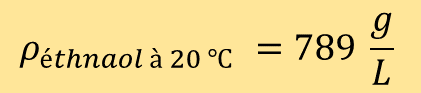 ρéthnaol à 20 °C = 789 g/L